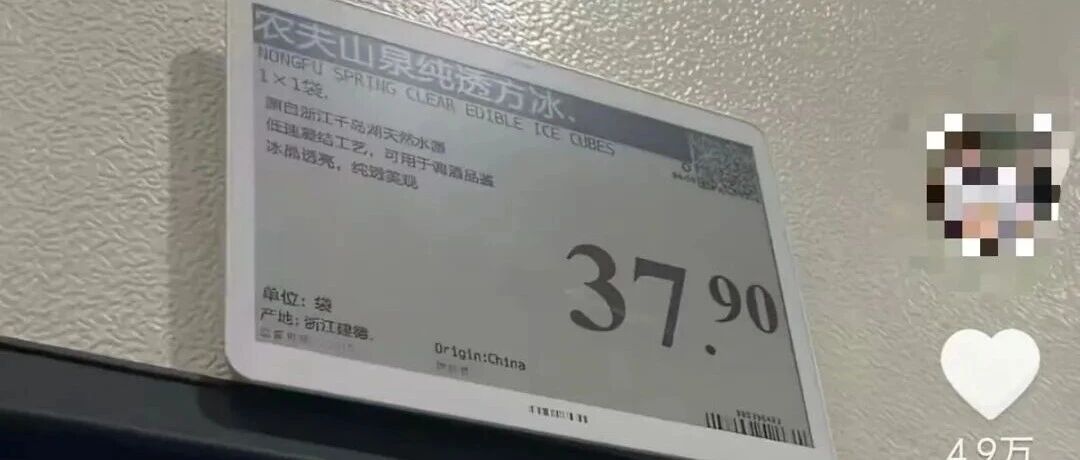 农夫山泉纯透方冰.
NONGFU SPRING CLEAR EDIBLE ICE CUBES
1×1袋.
源自浙江千岛湖天然水源
低速凝结工艺，可用于调酒品鉴
冰晶透亮，纯透美观
37.90
单位：袋
产地：浙江建德.
Origin:China
4.9万